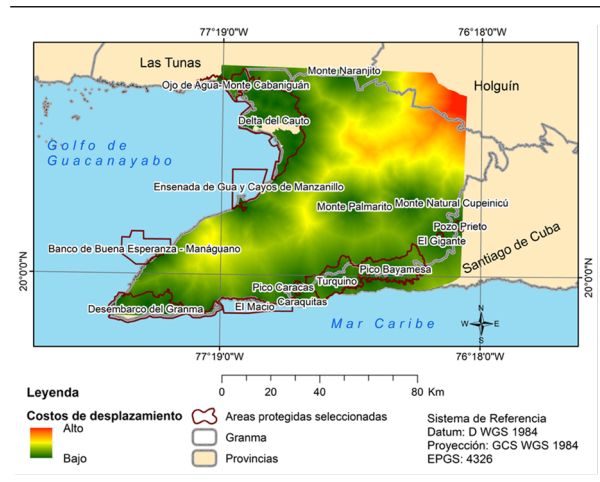 77°19'0"W
76°18'0"W
Las Tunas
Monte Naranjito
Ojo de Agua-Monte Cabaniguán
Holguín
Delta del Cauto
Golfo de
Guacanayabo
Ensenada de Gua y Cayos de Manzanillo
Monte Palmarito
Monte Natural Cupeinicú
Pozo Prieto
El Gigante
Banco de Buena Esperanza - Manáguano
Santiago de Cuba
Pico Bayamesa
20°0'0"N
20°0'0"N
Turquino
Pico Caracas
Caraquitas
El Macio
Desembarco del Granma
Mar Caribe
N
W
E
S
77°19'0"W
76°18'0"W
0 20 40 80 Km
Leyenda
Costos de desplazamiento
Alto
Bajo
Areas protegidas seleccionadas
Granma
Provincias
Sistema de Referencia
Datum: D WGS 1984
Proyección: GCS WGS 1984
EPGS: 4326